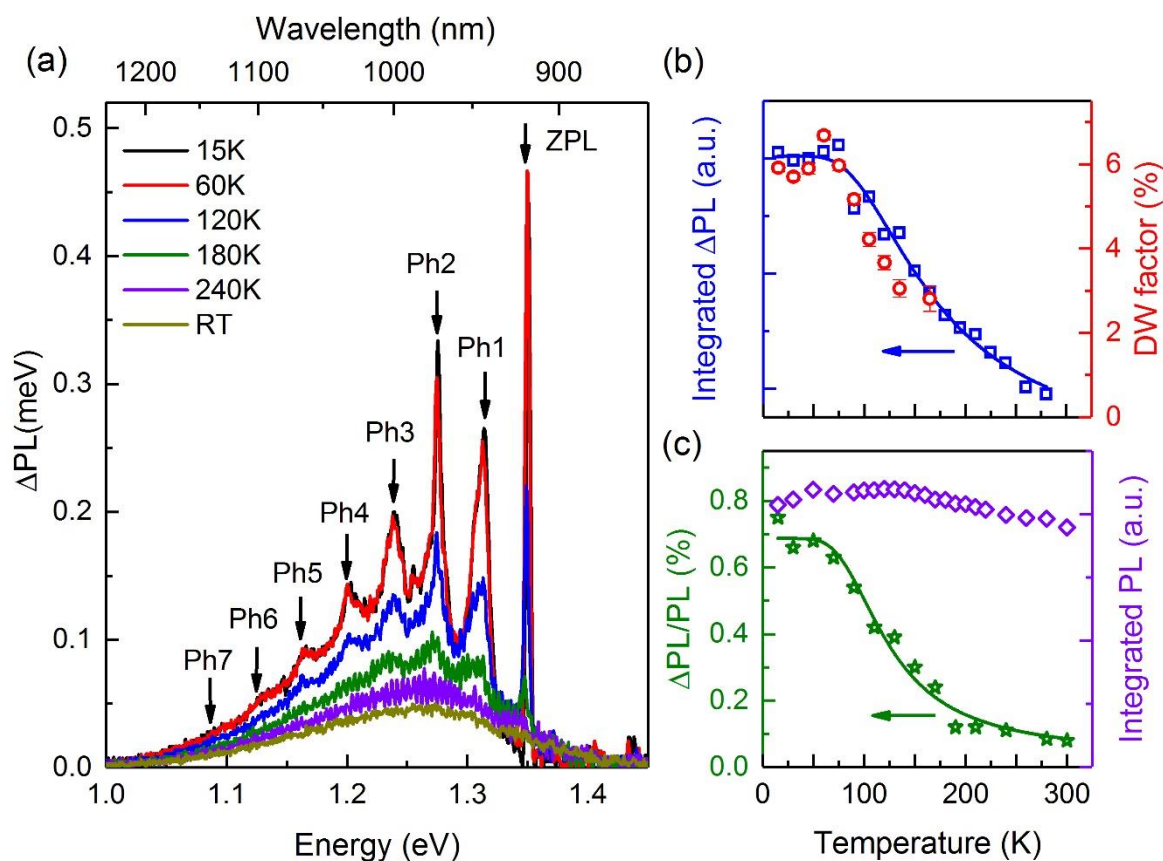 Wavelength (nm)
(a)
1200 1100 1000 900
0.5
0.4
0.3
0.2
0.1
0.0
ΔPL(meV)
15K
60K
120K
180K
240K
RT
ZPL
Ph2
Ph1
Ph3
Ph4
Ph5
Ph6
Ph7
1.0 1.1 1.2 1.3 1.4
Energy (eV)
(b)
Integrated ΔPL (a.u.)
6
4
2
0
DW factor (%)
(c)
0.8
0.6
0.4
0.2
0.0
ΔPL/PL (%)
Integrated PL (a.u.)
0 100 200 300
Temperature (K)